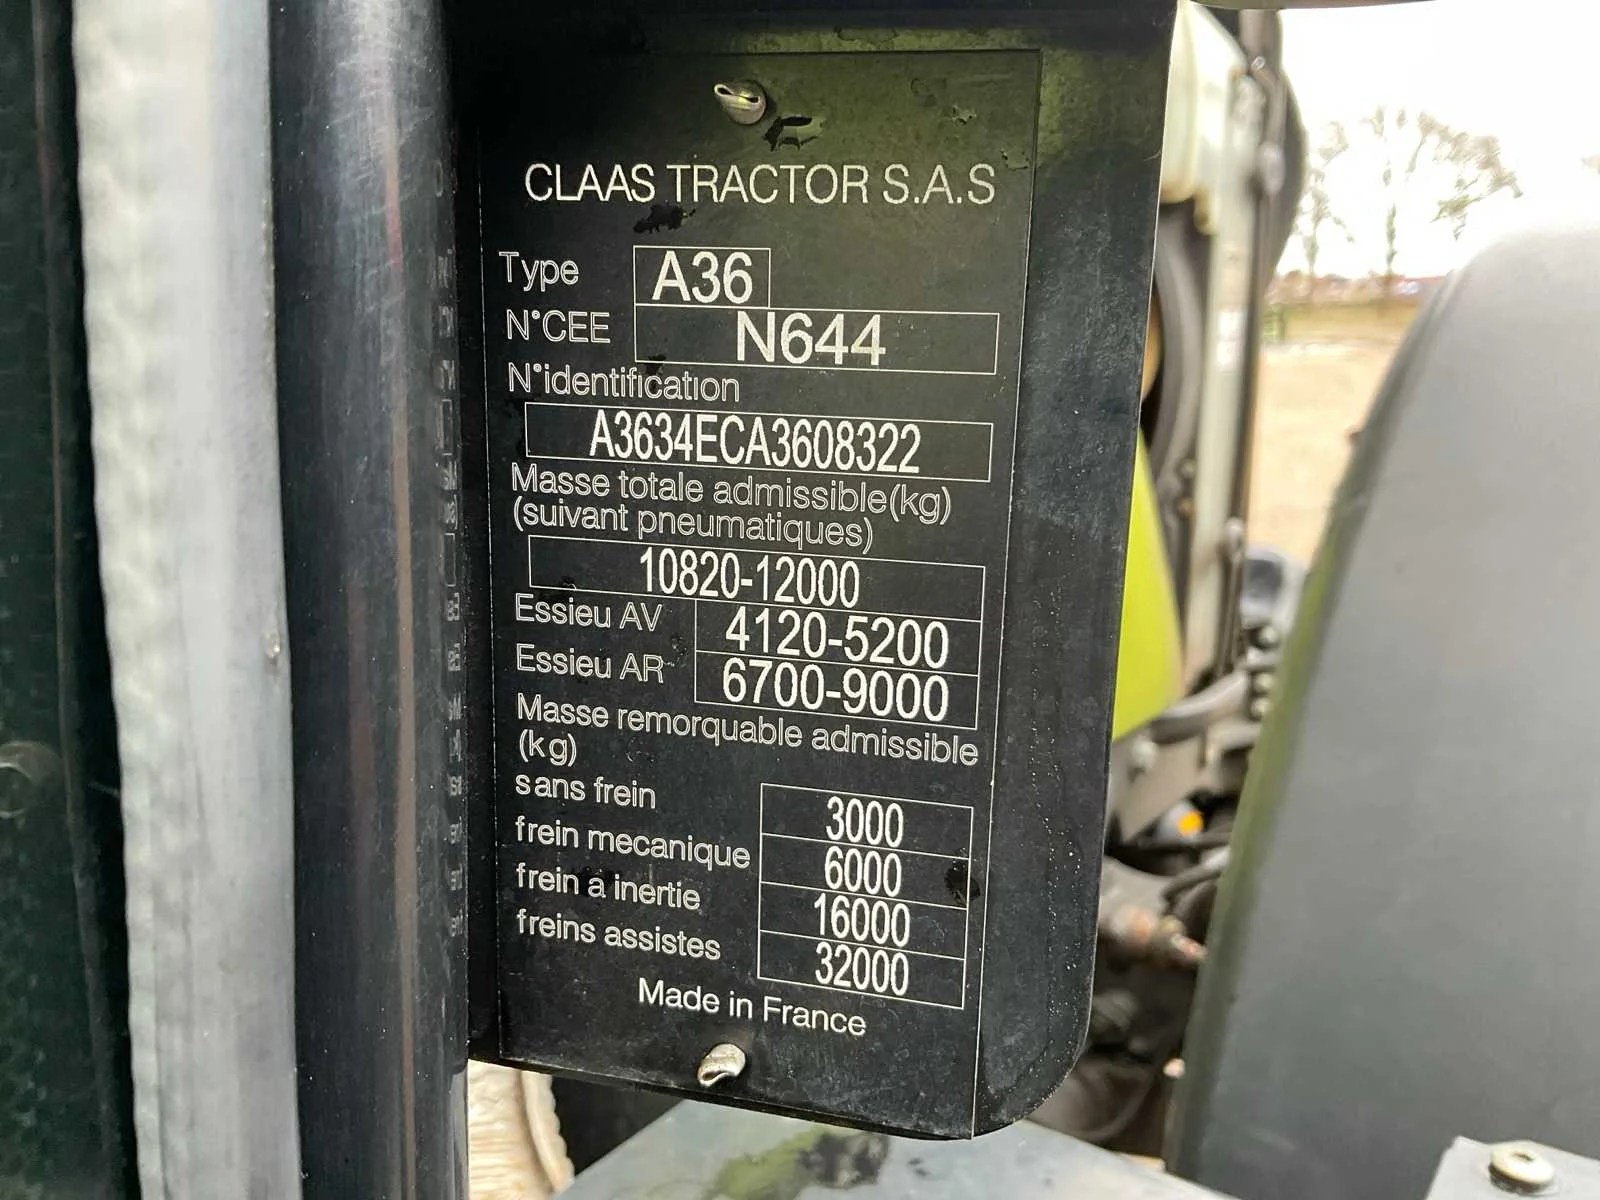 CLAAS TRACTOR S.A.S
Type A36
N°CEE N644
N°identification
A3634ECA3608322
Masse totale admissible(kg)
(suivant pneumatiques)
10820-12000
Essieu AV 4120-5200
Essieu AR 6700-9000
Masse remorquable admissible
(kg)
sans frein 3000
frein mecanique 6000
frein a inertie 16000
freins assistes 32000
Made in France